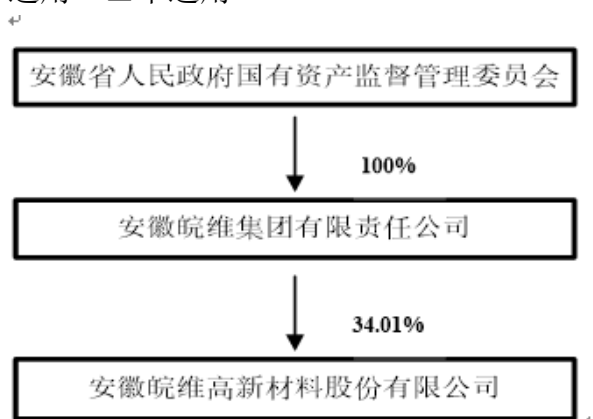 安徽省人民政府国有资产监督管理委员会
100%
安徽皖维集团有限责任公司
34.01%
安徽皖维高新材料股份有限公司